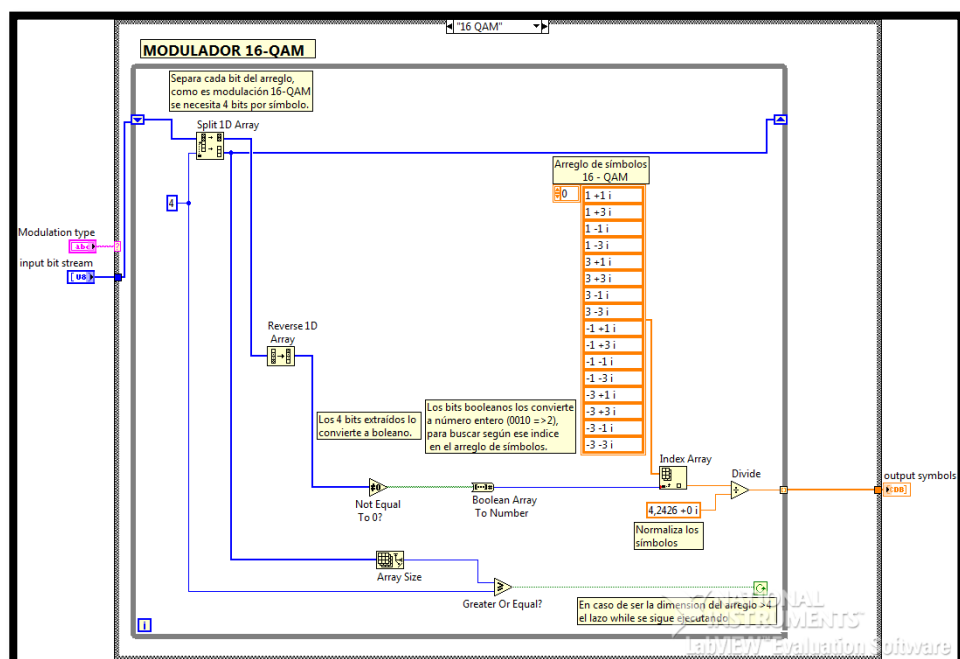 "16 QAM"
MODULADOR 16-QAM
Separa cada bit del arreglo,
como es modulación 16-QAM
se necesita 4 bits por símbolo.
Split 1D Array
Arreglo de símbolos
16 - QAM
0
1 +1 i
1 +3 i
1 -1 i
1 -3 i
3 +1 i
3 +3 i
3 -1 i
3 -3 i
-1 +1 i
-1 +3 i
-1 -1 i
-1 -3 i
-3 +1 i
-3 +3 i
-3 -1 i
-3 -3 i
4
Modulation type
abc
input bit stream
U8
Reverse 1D
Array
Los 4 bits extraídos lo
convierte a boleano.
Los bits booleanos los convierte
a número entero (0010 =>2),
para buscar según ese indice
en el arreglo de símbolos.
Index Array
Divide
output symbols
CDB
Not Equal
To 0?
Boolean Array
To Number
4,2426 +0 i
Normaliza los
símbolos
Array Size
Greater Or Equal?
En caso de ser la dimension del arreglo >4
el lazo while se sigue ejecutando
i
NATIONAL
INSTRUMENTS
LabVIEW™ Evaluation Software